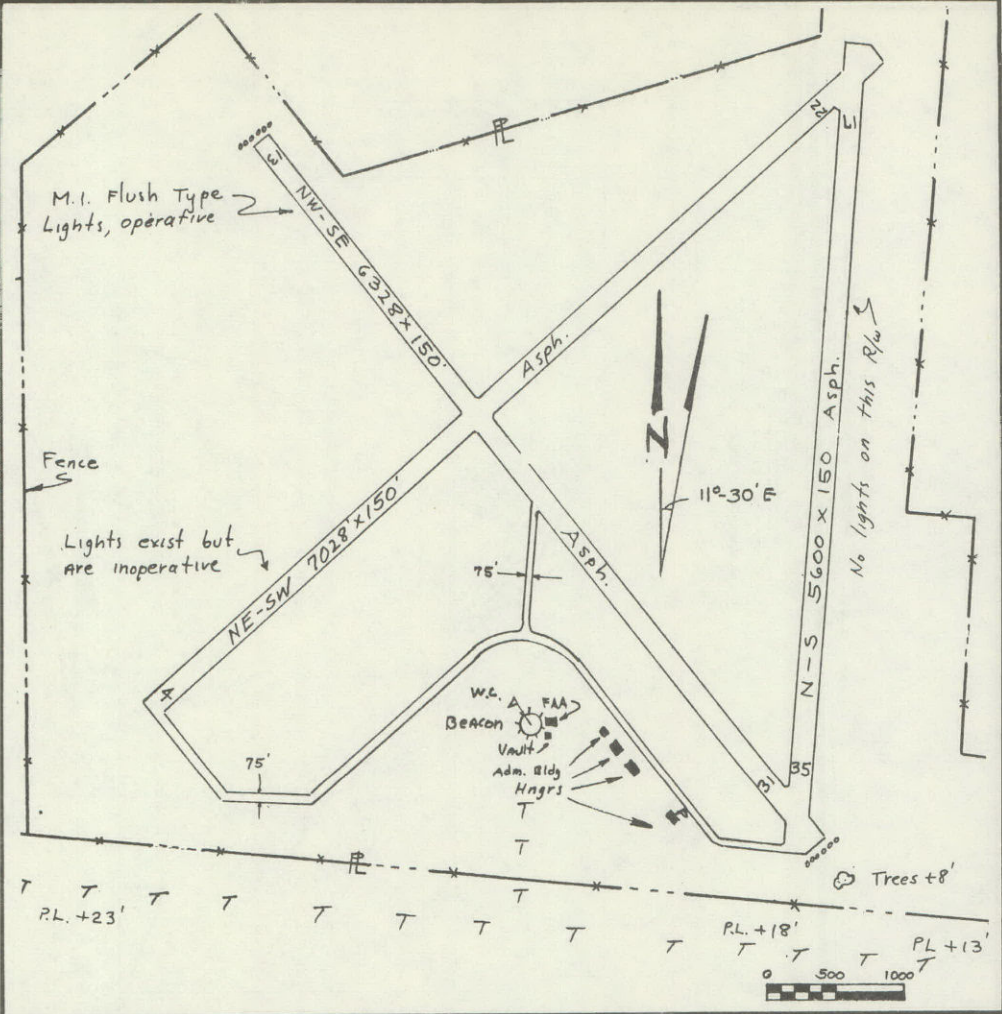 22
17
13
M.I. Flush Type
Lights, operative
NW-SE 6328' x 150'
Asph.
N
11°-30'E
N-S 5600 x 150 Asph.
No lights on this R/W
Fence
Lights exist but
are inoperative
NE-SW 7028' x 150'
75'
Asph.
4
W.C.
FAA
Beacon
Vault
Adm. Bldg
Hngrs
75'
31
35
T
T
Trees +8'
T T T T T T T T T T T T T
P.L. +23'
P.L. +18'
PL +13'
0 500 1000
PL
PL